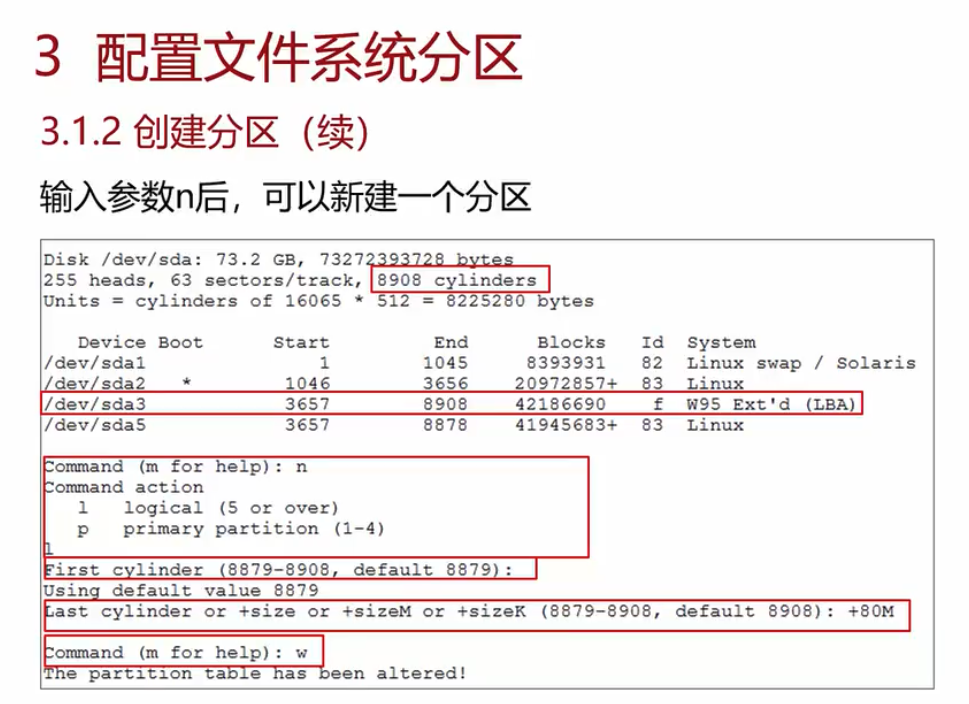 3 配置文件系统分区
3.1.2 创建分区（续）
输入参数n后，可以新建一个分区
Disk /dev/sda: 73.2 GB, 73272393728 bytes
255 heads, 63 sectors/track, 8908 cylinders
Units = cylinders of 16065 * 512 = 8225280 bytes
Device Boot Start End Blocks Id System
/dev/sda1 1 1045 8393931 82 Linux swap / Solaris
/dev/sda2 * 1046 3656 20972857+ 83 Linux
/dev/sda3 3657 8908 42186690 f W95 Ext'd (LBA)
/dev/sda5 3657 8878 41945683+ 83 Linux
Command (m for help): n
Command action
l logical (5 or over)
p primary partition (1-4)
l
First cylinder (8879-8908, default 8879):
Using default value 8879
Last cylinder or +size or +sizeM or +sizeK (8879-8908, default 8908): +80M
Command (m for help): w
The partition table has been altered!